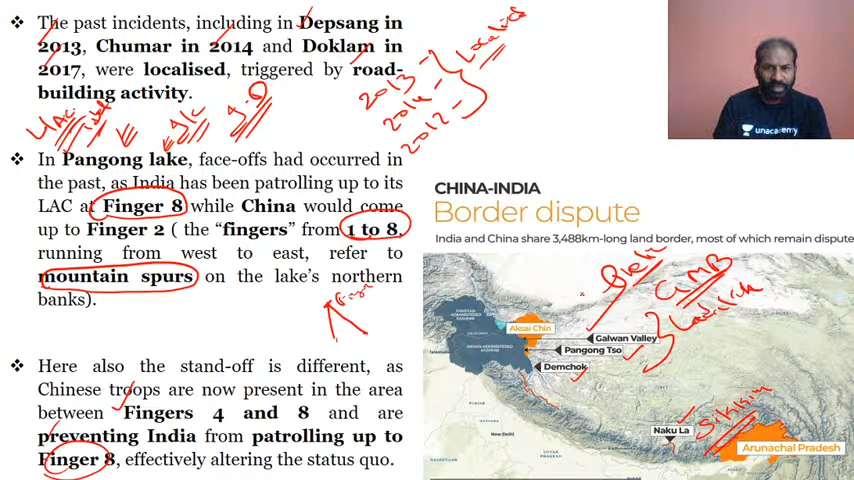 ❖ The past incidents, including in Depsang in
2013, Chumar in 2014 and Doklam in
2017, were localised, triggered by road-
building activity.
2013
2014
2012
Localised
❖ In Pangong lake, face-offs had occurred in
the past, as India has been patrolling up to its
LAC at Finger 8 while China would come
up to Finger 2 ( the "fingers" from 1 to 8,
running from west to east, refer to
mountain spurs on the lake's northern
banks).
❖ Here also the stand-off is different, as
Chinese troops are now present in the area
between Fingers 4 and 8 and are
preventing India from patrolling up to
Finger 8, effectively altering the status quo.
unacademy
CHINA-INDIA
Border dispute
India and China share 3,488km-long land border, most of which remain dispute
Aksai Chin
Galwan Valley
Pangong Tso
Demchok
Ladakh
New Delhi
Naku La
Sikkim
Arunachal Pradesh